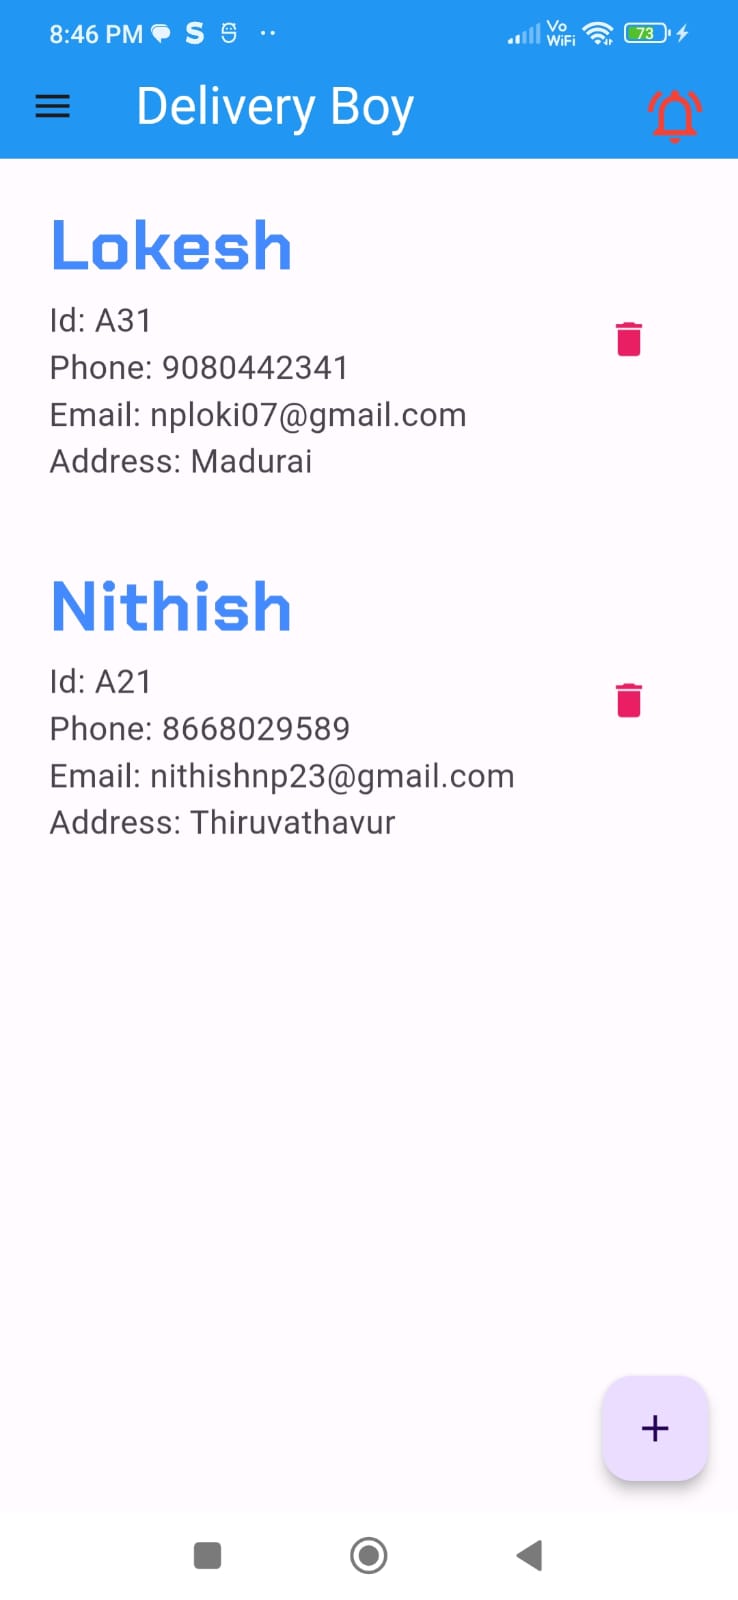 8:46 PM S
Vo
WiFi
73
Delivery Boy
Lokesh
Id: A31
Phone: 9080442341
Email: nploki07@gmail.com
Address: Madurai
Nithish
Id: A21
Phone: 8668029589
Email: nithishnp23@gmail.com
Address: Thiruvathavur
+